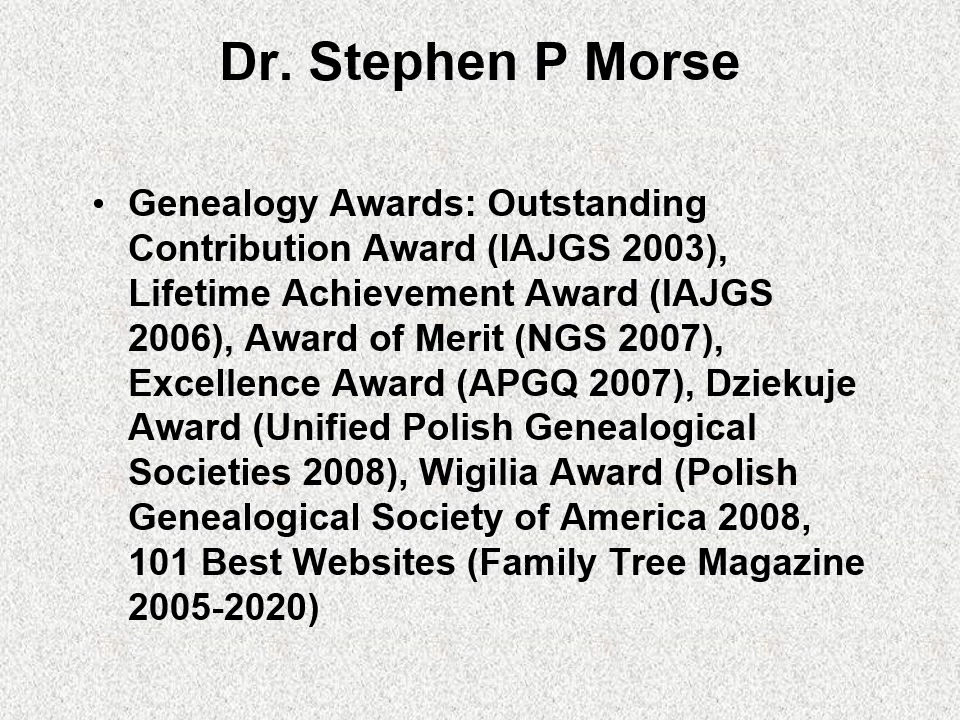 Dr. Stephen P Morse
• Genealogy Awards: Outstanding
Contribution Award (IAJGS 2003),
Lifetime Achievement Award (IAJGS
2006), Award of Merit (NGS 2007),
Excellence Award (APGQ 2007), Dziekuje
Award (Unified Polish Genealogical
Societies 2008), Wigilia Award (Polish
Genealogical Society of America 2008,
101 Best Websites (Family Tree Magazine
2005-2020)